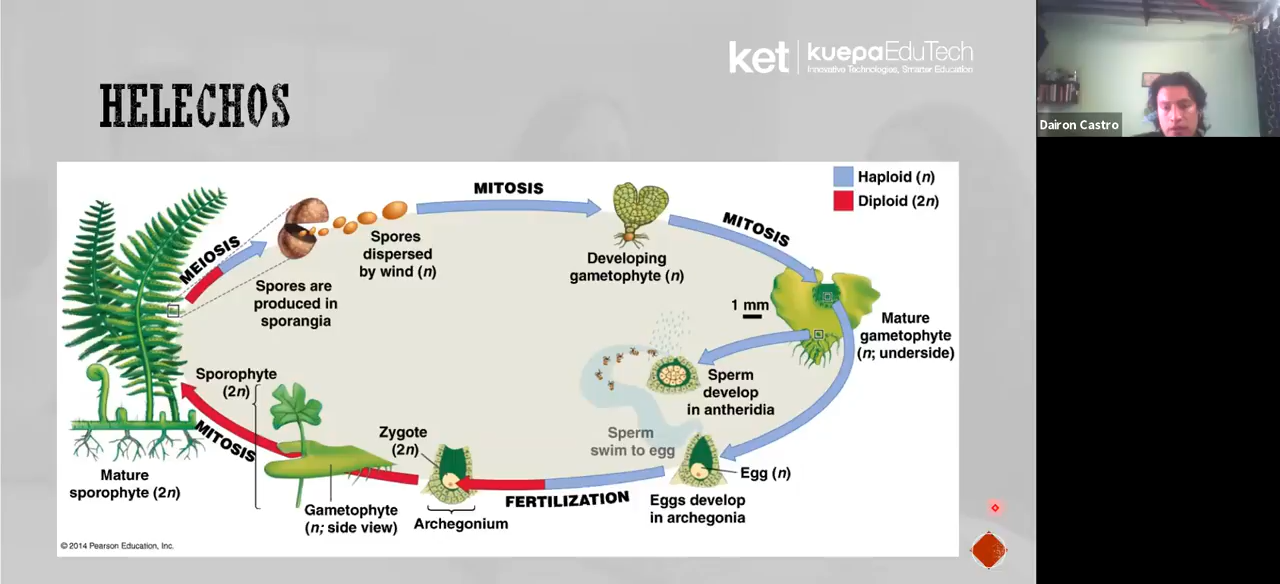 ket
kuepaEduTech
Innovative Technologies, Smarter Education
HELECHOS
Dairon Castro
Haploid (n)
Diploid (2n)
MITOSIS
MITOSIS
MEIOSIS
Spores
dispersed
by wind (n)
Developing
gametophyte (n)
Spores are
produced in
sporangia
1 mm
Mature
gametophyte
(n; underside)
Sporophyte
(2n)
Sperm
develop
in antheridia
MITOSIS
Zygote
(2n)
Sperm
swim to egg
Egg (n)
Mature
sporophyte (2n)
FERTILIZATION
Eggs develop
in archegonia
Gametophyte
(n; side view)
Archegonium
© 2014 Pearson Education, Inc.